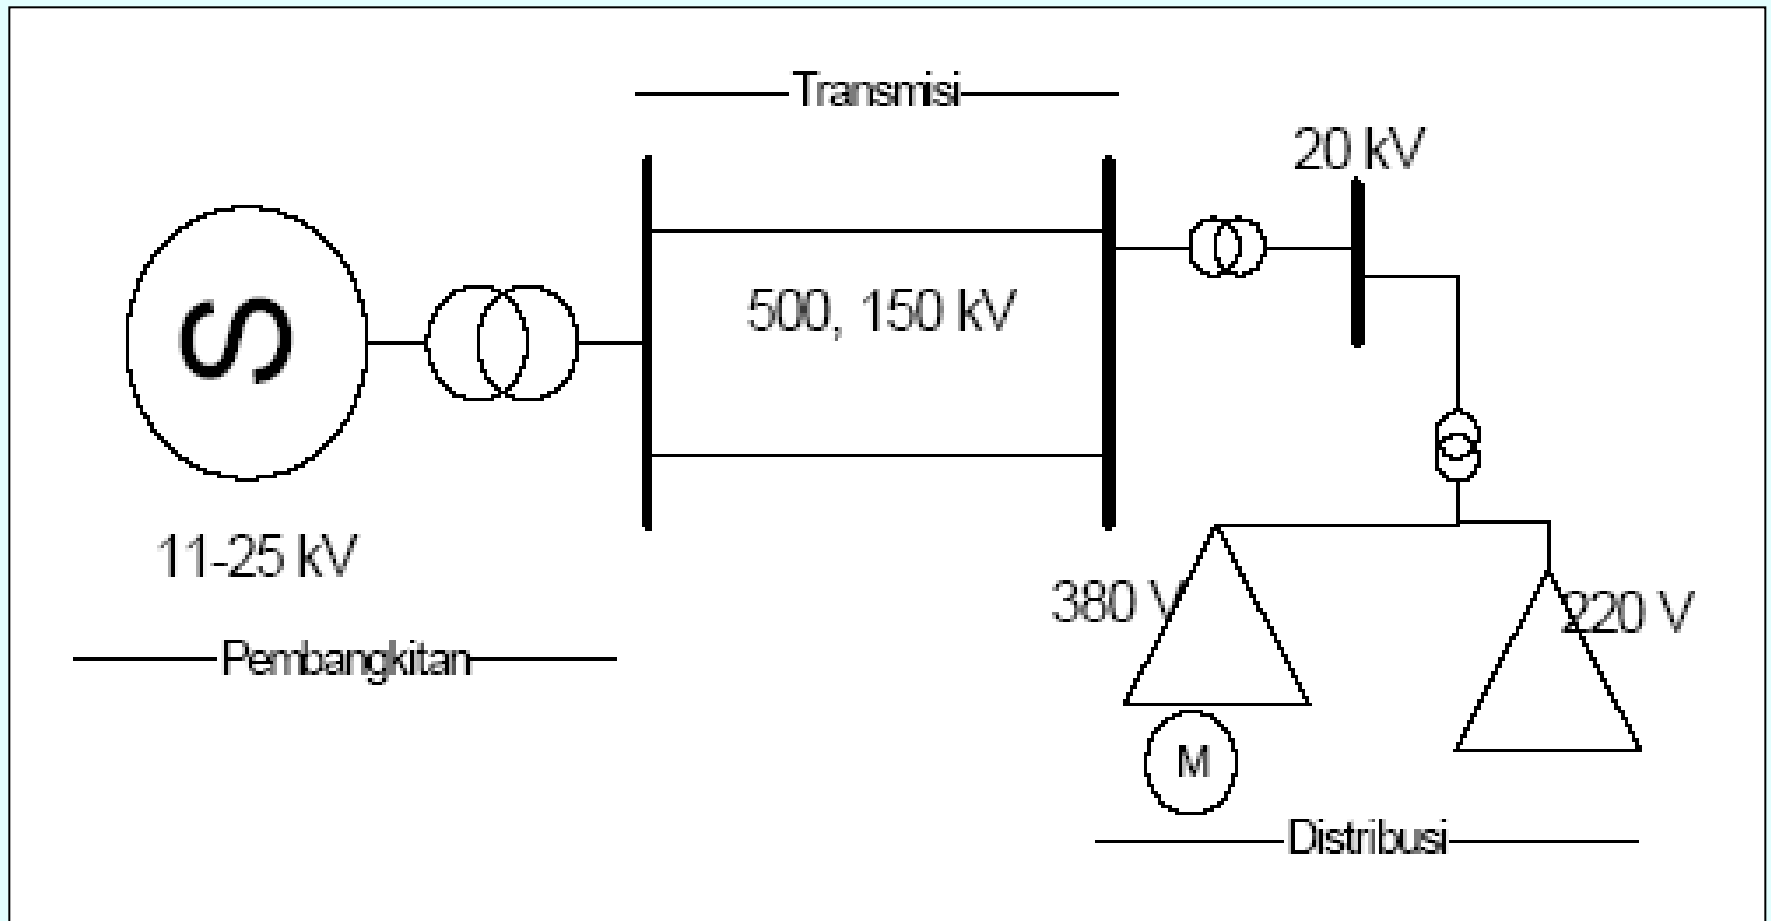 Transmisi
20 kV
500, 150 kV
S
11-25 kV
380 V
220 V
Pembangkitan
M
Distribusi